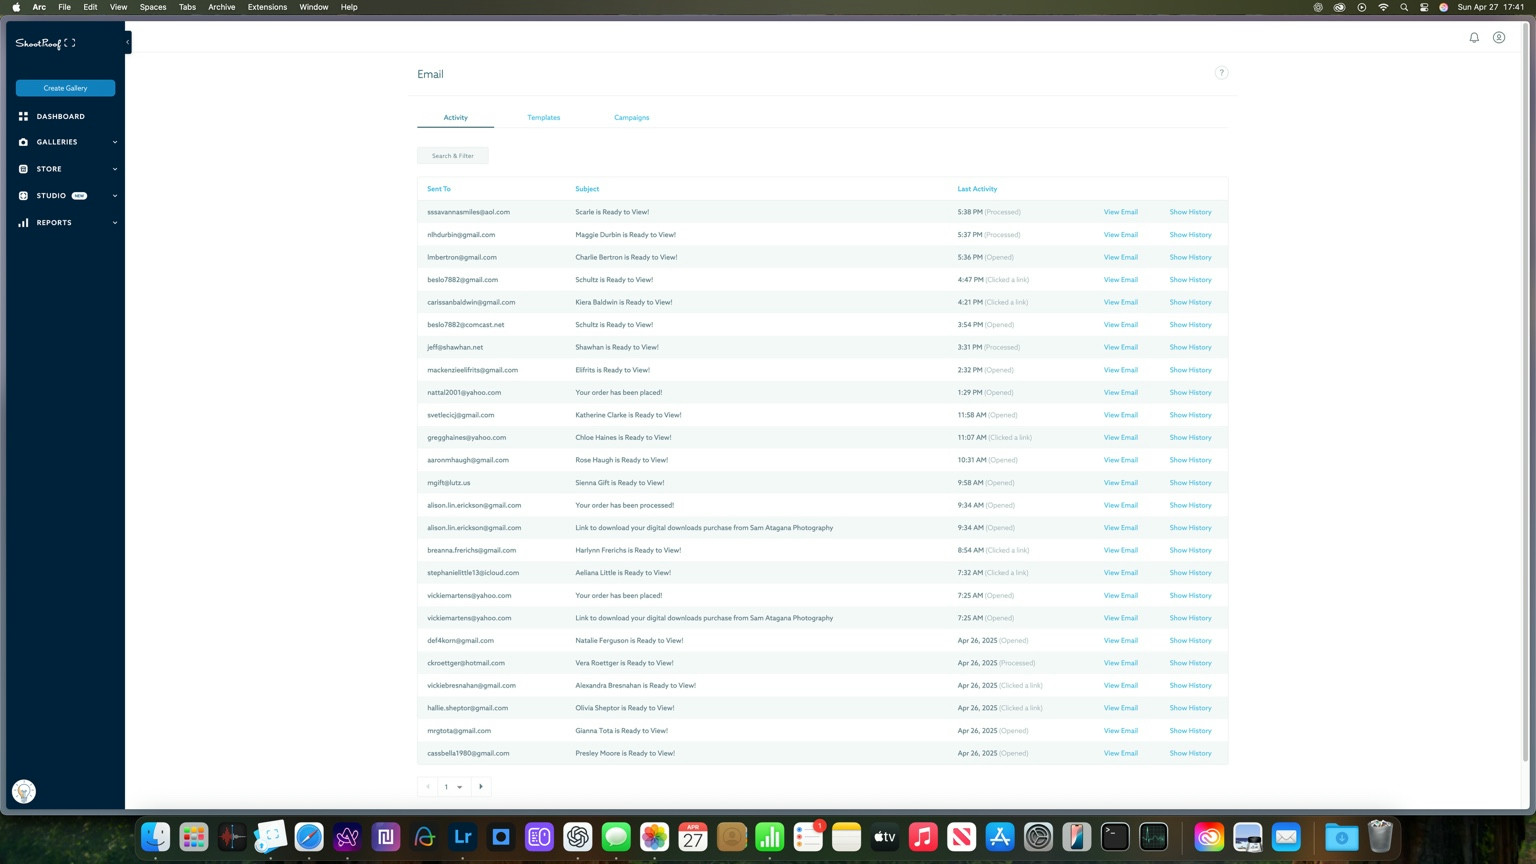 Arc File Edit View Spaces Tabs Archive Extensions Window Help Sun Apr 27 17:41
ShootProof
Create Gallery
DASHBOARD
GALLERIES
STORE
STUDIO NEW
REPORTS
Email ?
Activity Templates Campaigns
Search & Filter
Sent To Subject Last Activity
sssavannasmiles@aol.com Scarle is Ready to View! 5:38 PM (Processed) View Email Show History
nlhdurbin@gmail.com Maggie Durbin is Ready to View! 5:37 PM (Processed) View Email Show History
lmbertron@gmail.com Charlie Bertron is Ready to View! 5:36 PM (Opened) View Email Show History
beslo7882@gmail.com Schultz is Ready to View! 4:47 PM (Clicked a link) View Email Show History
carissanbaldwin@gmail.com Kiera Baldwin is Ready to View! 4:21 PM (Clicked a link) View Email Show History
beslo7882@comcast.net Schultz is Ready to View! 3:54 PM (Opened) View Email Show History
jeff@shawhan.net Shawhan is Ready to View! 3:31 PM (Processed) View Email Show History
mackenzieelifrits@gmail.com Elifrits is Ready to View! 2:32 PM (Opened) View Email Show History
nattal2001@yahoo.com Your order has been placed! 1:29 PM (Opened) View Email Show History
svetlecicj@gmail.com Katherine Clarke is Ready to View! 11:58 AM (Opened) View Email Show History
gregghaines@yahoo.com Chloe Haines is Ready to View! 11:07 AM (Clicked a link) View Email Show History
aaronmhaugh@gmail.com Rose Haugh is Ready to View! 10:31 AM (Opened) View Email Show History
mgift@lutz.us Sienna Gift is Ready to View! 9:58 AM (Opened) View Email Show History
alison.lin.erickson@gmail.com Your order has been processed! 9:34 AM (Opened) View Email Show History
alison.lin.erickson@gmail.com Link to download your digital downloads purchase from Sam Atagana Photography 9:34 AM (Opened) View Email Show History
breanna.frerichs@gmail.com Harlynn Frerichs is Ready to View! 8:54 AM (Clicked a link) View Email Show History
stephanielittle13@icloud.com Aeliana Little is Ready to View! 7:32 AM (Clicked a link) View Email Show History
vickiemartens@yahoo.com Your order has been placed! 7:25 AM (Opened) View Email Show History
vickiemartens@yahoo.com Link to download your digital downloads purchase from Sam Atagana Photography 7:25 AM (Opened) View Email Show History
def4korn@gmail.com Natalie Ferguson is Ready to View! Apr 26, 2025 (Opened) View Email Show History
ckroettger@hotmail.com Vera Roettger is Ready to View! Apr 26, 2025 (Processed) View Email Show History
vickiebresnahan@gmail.com Alexandra Bresnahan is Ready to View! Apr 26, 2025 (Clicked a link) View Email Show History
hallie.sheptor@gmail.com Olivia Sheptor is Ready to View! Apr 26, 2025 (Clicked a link) View Email Show History
mrgtota@gmail.com Gianna Tota is Ready to View! Apr 26, 2025 (Opened) View Email Show History
cassbella1980@gmail.com Presley Moore is Ready to View! Apr 26, 2025 (Opened) View Email Show History
1
Lr APR 27 1 tv